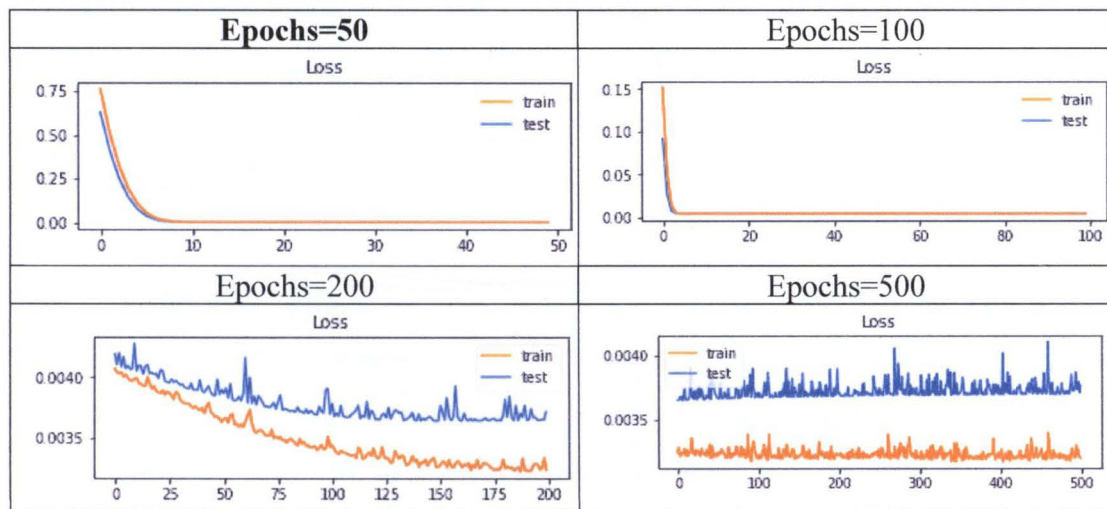 Epochs=50
Epochs=100
Loss
0.75
0.50
0.25
0.00
train
test
0 10 20 30 40 50
Loss
0.15
0.10
0.05
0.00
train
test
0 20 40 60 80 100
Epochs=200
Epochs=500
Loss
0.0040
0.0035
train
test
0 25 50 75 100 125 150 175 200
Loss
0.0040
0.0035
train
test
0 100 200 300 400 500